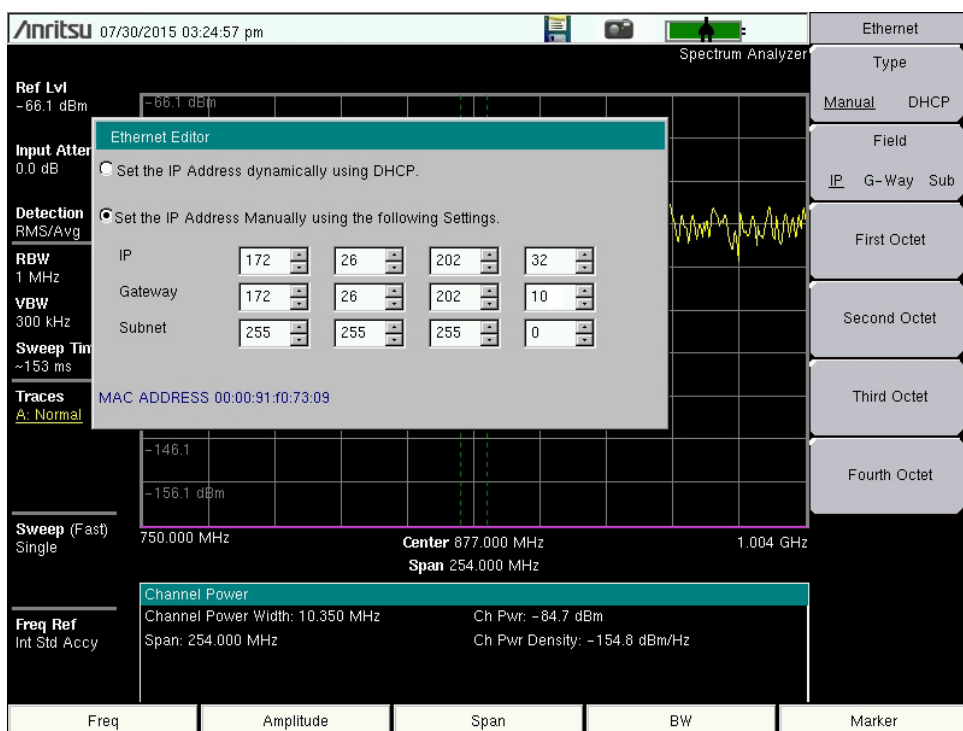 Anritsu 07/30/2015 03:24:57 pm
Spectrum Analyzer
Ref Lvl
-66.1 dBm
-66.1 dBm
Input Atten
0.0 dB
Detection
RMS/Avg
RBW
1 MHz
VBW
300 kHz
Sweep Tim
~153 ms
Traces
A: Normal
Sweep (Fast)
Single
Freq Ref
Int Std Accy
Ethernet Editor
Set the IP Address dynamically using DHCP.
Set the IP Address Manually using the following Settings.
IP 172 26 202 32
Gateway 172 26 202 10
Subnet 255 255 255 0
MAC ADDRESS 00:00:91:f0:73:09
-146.1
-156.1 dBm
750.000 MHz Center 877.000 MHz 1.004 GHz
Span 254.000 MHz
Channel Power
Channel Power Width: 10.350 MHz Ch Pwr: -84.7 dBm
Span: 254.000 MHz Ch Pwr Density: -154.8 dBm/Hz
Ethernet
Type
Manual DHCP
Field
IP G-Way Sub
First Octet
Second Octet
Third Octet
Fourth Octet
Freq Amplitude Span BW Marker